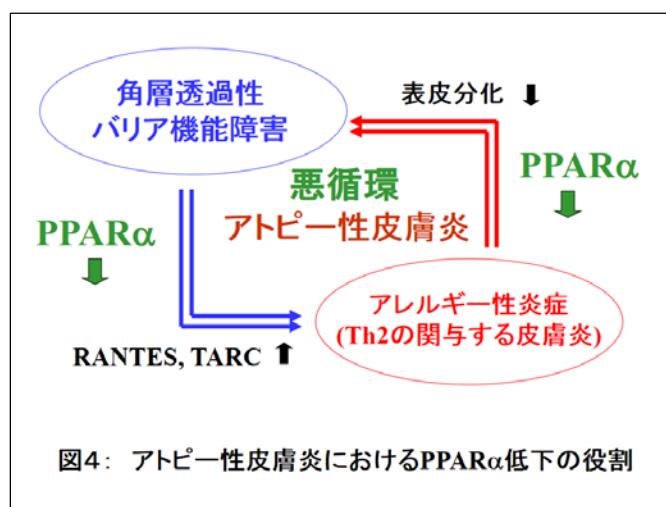 角層透過性
バリア機能障害
表皮分化 ⬇
PPARα
悪循環
アトピー性皮膚炎
PPARα
アレルギー性炎症
(Th2の関与する皮膚炎)
RANTES, TARC ⬆
図4: アトピー性皮膚炎におけるPPARα低下の役割